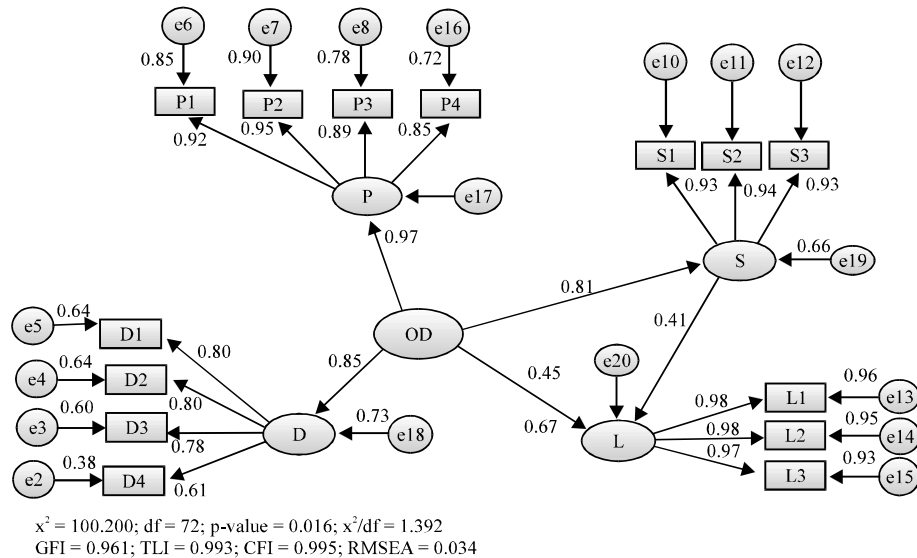 e6 e7 e8 e16
0.85 0.90 0.78 0.72
P1 P2 P3 P4
0.92 0.95 0.89 0.85
P e17
0.97
e10 e11 e12
S1 S2 S3
0.93 0.94 0.93
S 0.66 e19
0.81
0.41
OD
0.85
0.45
0.67
e5 0.64 D1
0.80
e4 0.64 D2
0.80
e3 0.60 D3
0.78
e2 0.38 D4
0.61
D 0.73 e18
e20
L
0.98 L1 0.96 e13
0.98 L2 0.95 e14
0.97 L3 0.93 e15
x² = 100.200; df = 72; p-value = 0.016; x²/df = 1.392
GFI = 0.961; TLI = 0.993; CFI = 0.995; RMSEA = 0.034